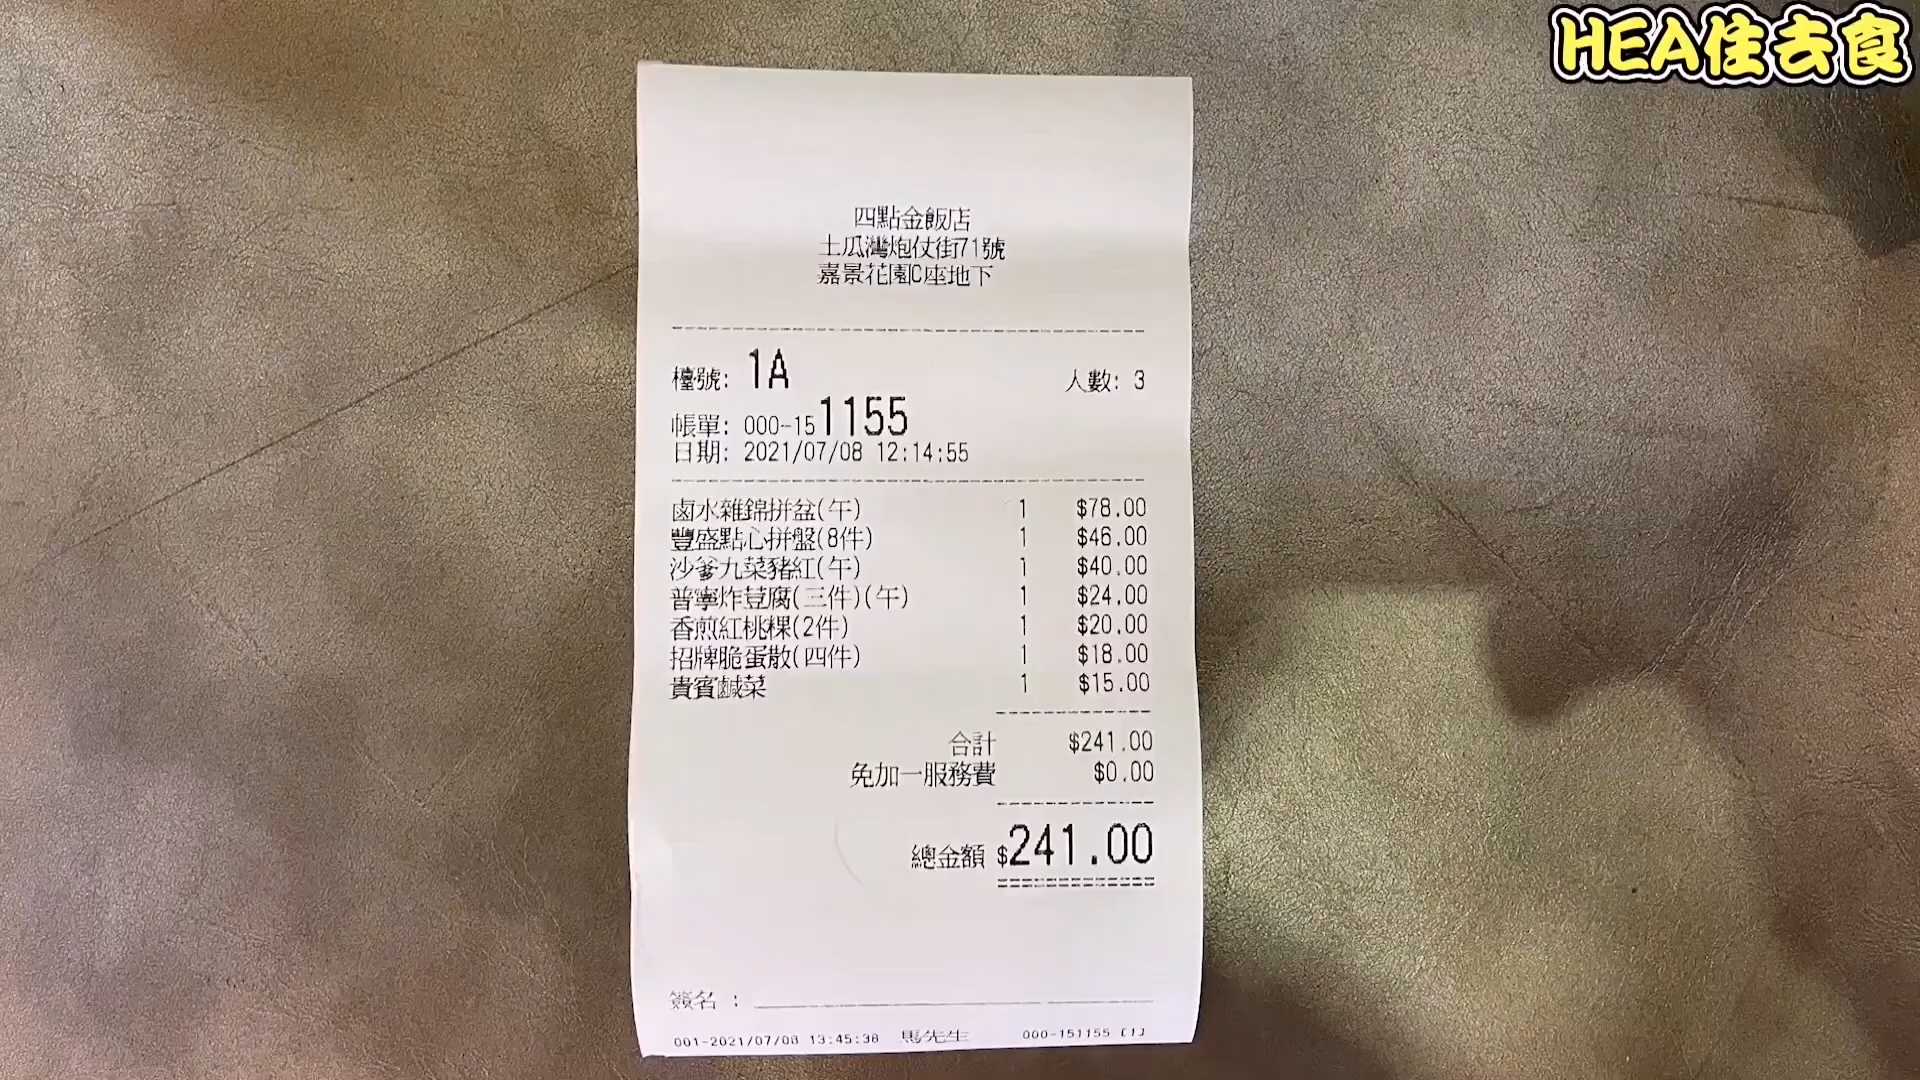 HEA住去食
四點金飯店
土瓜灣炮仗街71號
嘉景花園C座地下
檯號: 1A 人數: 3
帳單: 000-151155
日期: 2021/07/08 12:14:55
鹵水雜錦拼盆(午) 1 $78.00
豐盛點心拼盤(8件) 1 $46.00
沙爹九菜豬紅(午) 1 $40.00
普寧炸荳腐(三件)(午) 1 $24.00
香煎紅桃粿(2件) 1 $20.00
招牌脆蛋散(四件) 1 $18.00
貴賓鹹菜 1 $15.00
合計 $241.00
免加一服務費 $0.00
總金額 $241.00
簽名 :
001-2021/07/08 13:45:38 馬先生 000-151155 [1]